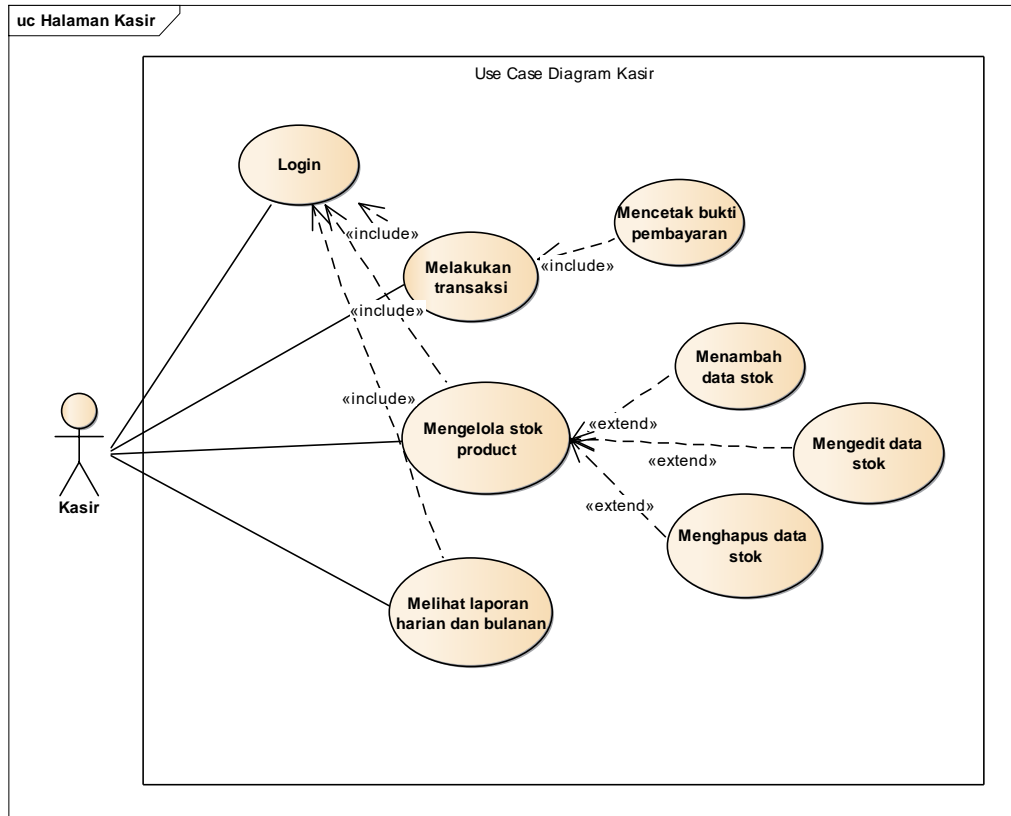 uc Halaman Kasir
Use Case Diagram Kasir
Login
Mencetak bukti
pembayaran
«include»
Melakukan
transaksi
«include»
«include»
Menambah
data stok
«include»
Mengelola stok
product
«extend»
Mengedit data
stok
«extend»
«extend»
Kasir
Menghapus data
stok
Melihat laporan
harian dan bulanan